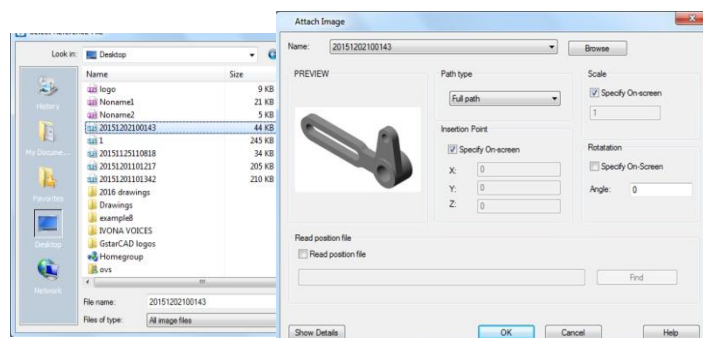 Attach Image
Look in:
Desktop
Name
Size
logo
9 KB
Noname1
21 KB
Noname2
5 KB
20151202100143
44 KB
1
245 KB
20151125110818
34 KB
20151201101217
205 KB
20151201101342
210 KB
2016 drawings
Drawings
example8
IVONA VOICES
GstarCAD logos
Homegroup
ovs
History
My Docume...
Favorites
Desktop
Network
File name:
20151202100143
Files of type:
All image files
Name:
20151202100143
Browse
PREVIEW
Path type
Full path
Insertion Point
Specify On-screen
X:
0
Y:
0
Z:
0
Scale
Specify On-screen
1
Rotatation
Specify On-Screen
Angle:
0
Read position file
Read position file
Find
Show Details
OK
Cancel
Help